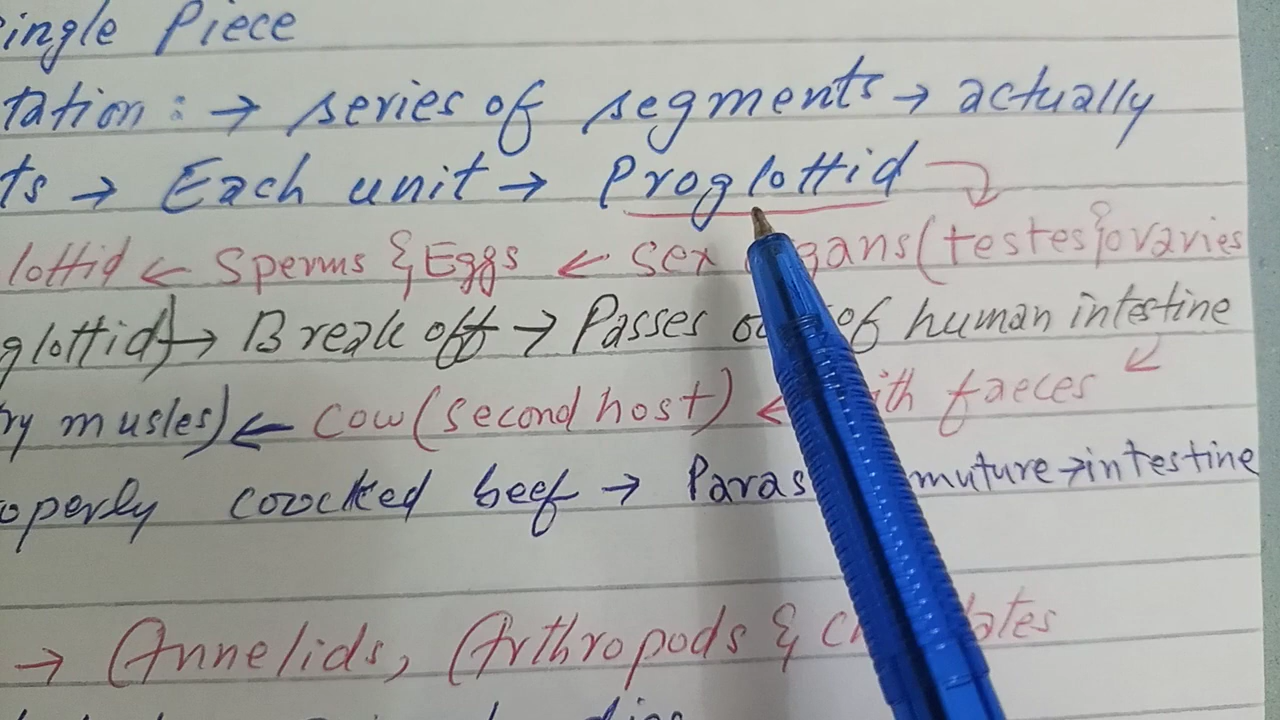 ingle Piece
tation: → series of segments → actually
ts → Each unit → Proglottid
lottid ← Sperms & Eggs ← Sex gans (testes & ovaries
glottid) → Break off → Passes of human intestine
ry musles) ← Cow (second host) ← ith faeces
operly coocked beef → Paras muture → intestine
→ Annelids, Arthropods &